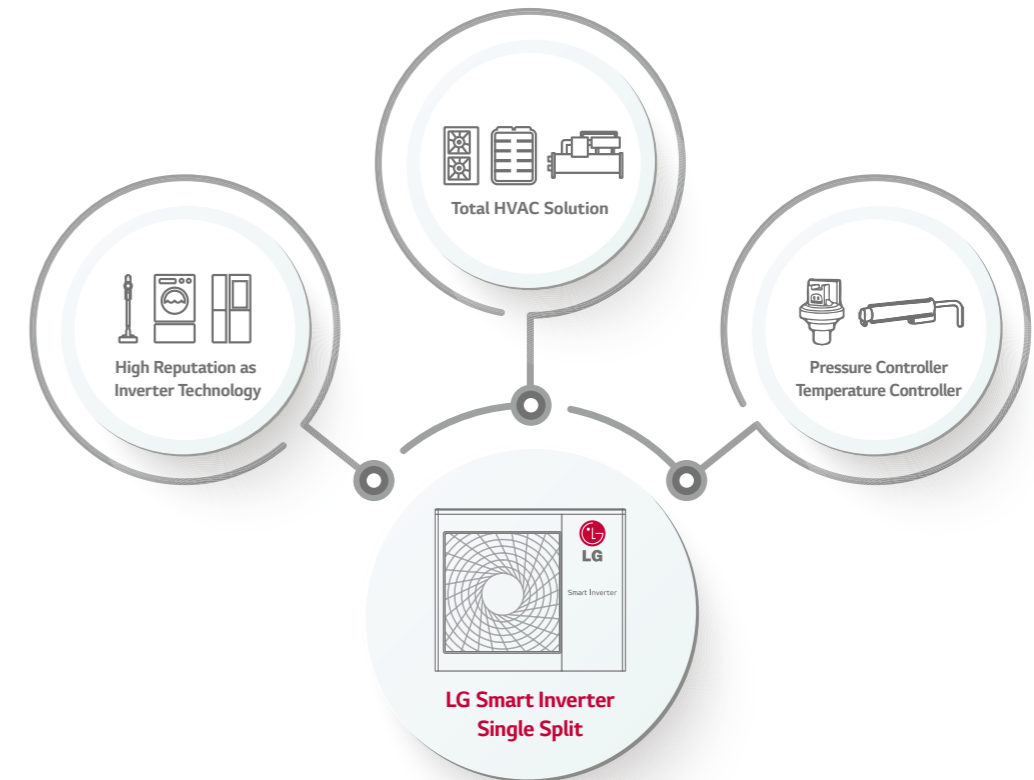 Total HVAC Solution
High Reputation as
Inverter Technology
Pressure Controller
Temperature Controller
LG
Smart Inverter
LG Smart Inverter
Single Split